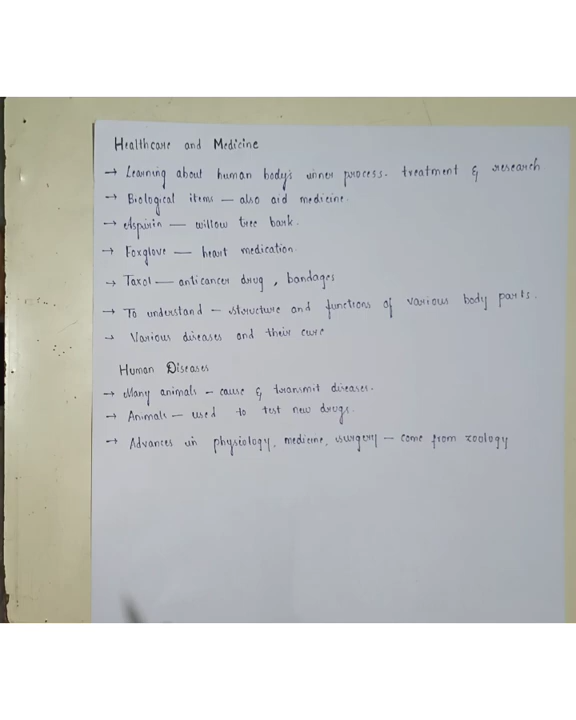 Healthcare and Medicine
→ Learning about human body's inner process. treatment & research
→ Biological items – also aid medicine.
→ Aspirin – willow tree bark.
→ Foxglove – heart medication
→ Taxol – anticancer drug, bandages
→ To understand – structure and functions of various body parts.
→ Various diseases and their cure
Human Diseases
→ Many animals – cause & transmit diseases.
→ Animals – used to test new drugs.
→ Advances in physiology, medicine, surgery – come from zoology